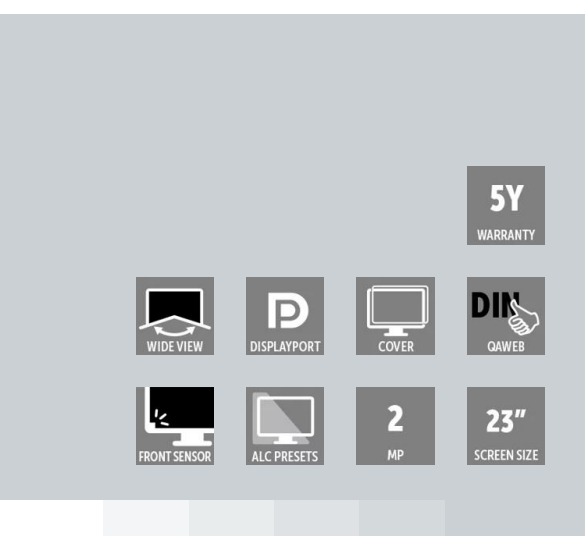 5Y
WARRANTY
WIDE VIEW
DISPLAYPORT
COVER
DIN
QAWEB
FRONT SENSOR
ALC PRESETS
2
MP
23"
SCREEN SIZE